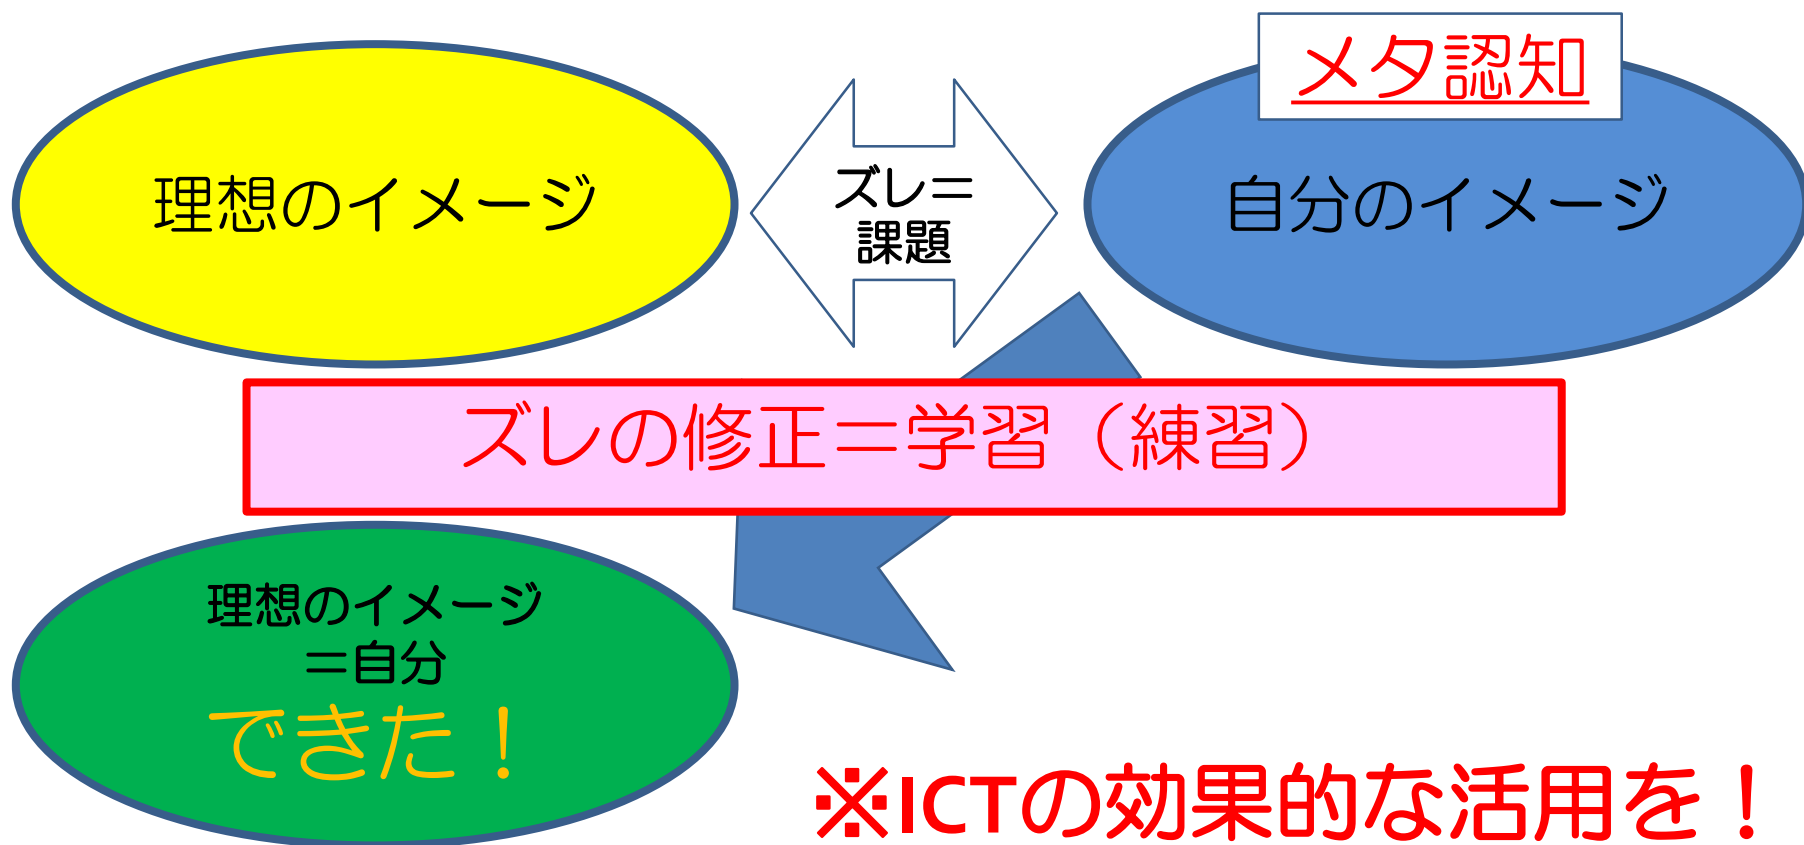 メタ認知
理想のイメージ
ズレ＝
課題
自分のイメージ
ズレの修正＝学習（練習）
理想のイメージ
＝自分
できた！
※ICTの効果的な活用を！